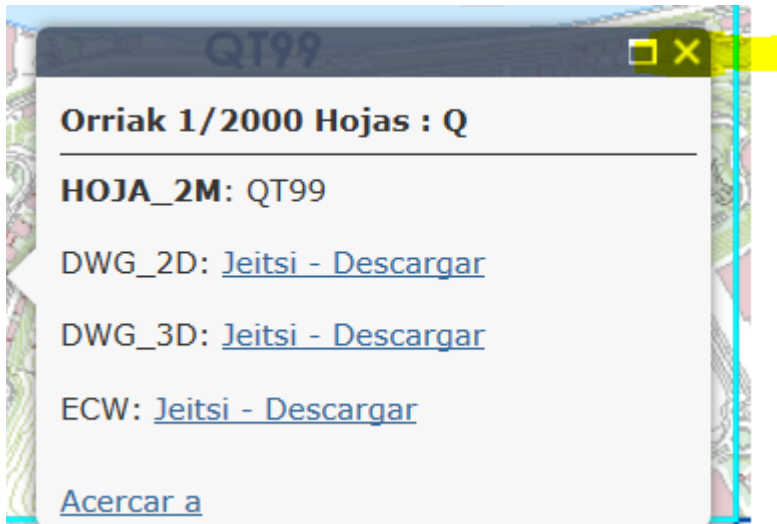 QT99
Orriak 1/2000 Hojas : Q
HOJA_2M: QT99
DWG_2D: Jeitsi - Descargar
DWG_3D: Jeitsi - Descargar
ECW: Jeitsi - Descargar
Acercar a